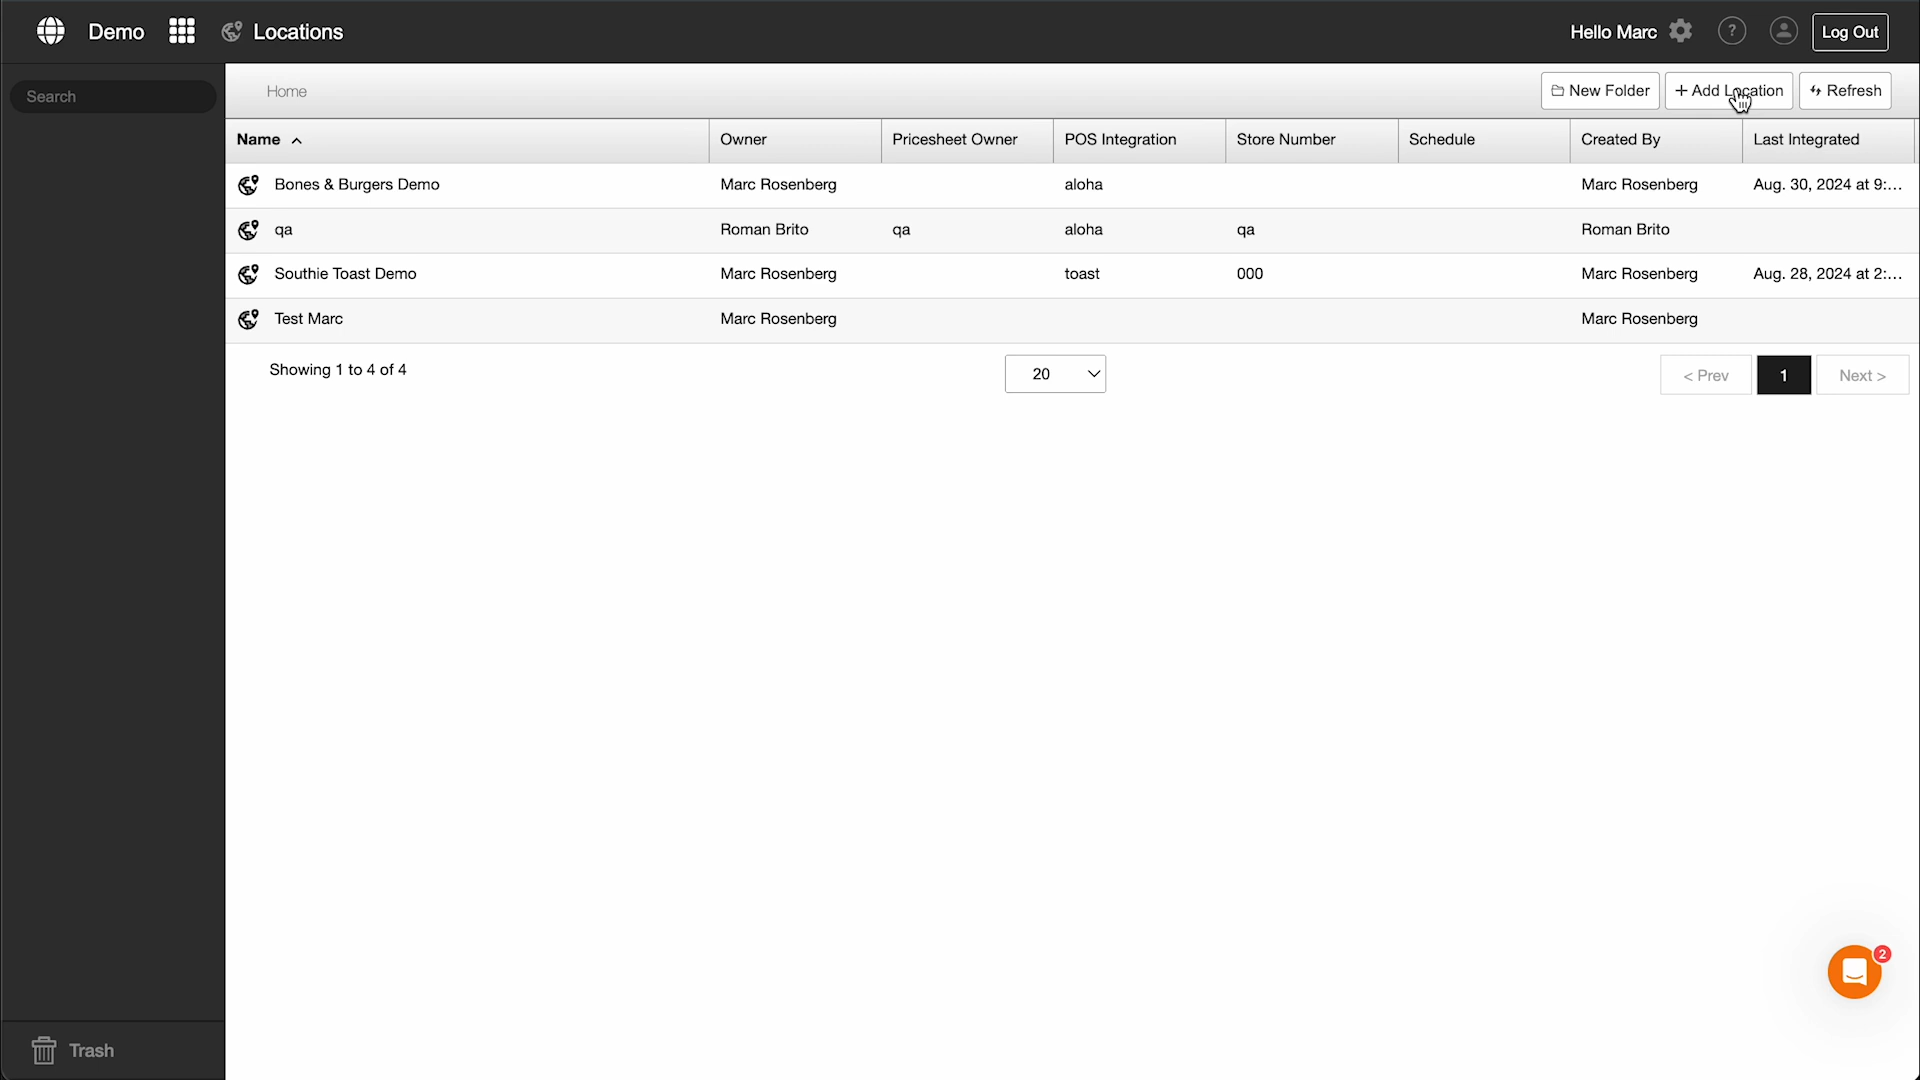 Demo Locations Hello Marc ? Log Out
Search Home New Folder + Add Location Refresh
Name Owner Pricesheet Owner POS Integration Store Number Schedule Created By Last Integrated
Bones & Burgers Demo Marc Rosenberg aloha Marc Rosenberg Aug. 30, 2024 at 9:...
qa Roman Brito qa aloha qa Roman Brito
Southie Toast Demo Marc Rosenberg toast 000 Marc Rosenberg Aug. 28, 2024 at 2:...
Test Marc Marc Rosenberg Marc Rosenberg
Showing 1 to 4 of 4 20 < Prev 1 Next >
2
Trash